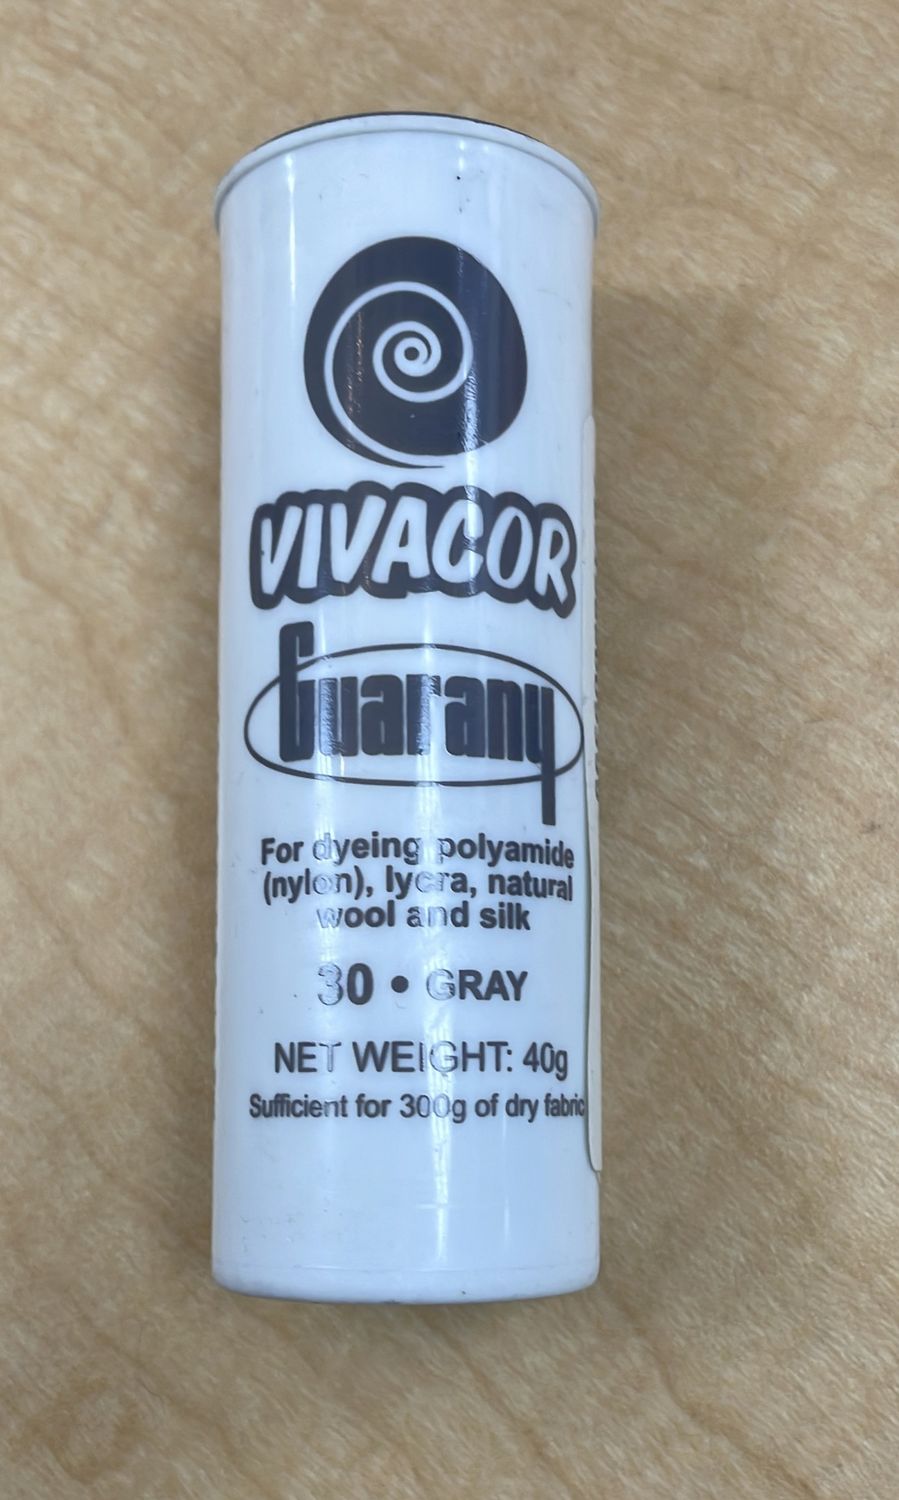 VIVACOR
Guarany
For dyeing polyamide
(nylon), lycra, natural
wool and silk
30 • GRAY
NET WEIGHT: 40g
Sufficient for 300g of dry fabric